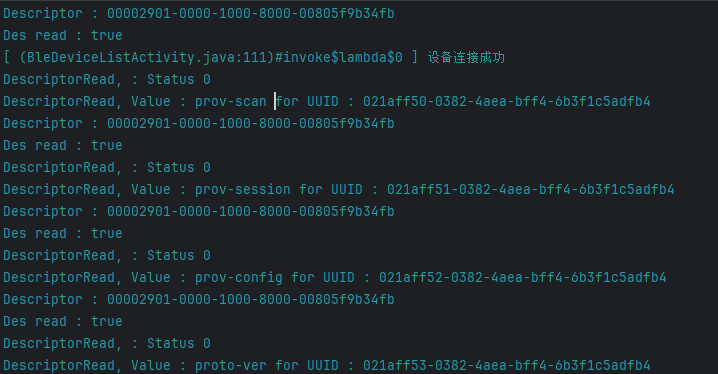 Descriptor : 00002901-0000-1000-8000-00805f9b34fb
Des read : true
[ (BleDeviceListActivity.java:111)#invoke$lambda$0 ] 设备连接成功
DescriptorRead, : Status 0
DescriptorRead, Value : prov-scan for UUID : 021aff50-0382-4aea-bff4-6b3f1c5adfb4
Descriptor : 00002901-0000-1000-8000-00805f9b34fb
Des read : true
DescriptorRead, : Status 0
DescriptorRead, Value : prov-session for UUID : 021aff51-0382-4aea-bff4-6b3f1c5adfb4
Descriptor : 00002901-0000-1000-8000-00805f9b34fb
Des read : true
DescriptorRead, : Status 0
DescriptorRead, Value : prov-config for UUID : 021aff52-0382-4aea-bff4-6b3f1c5adfb4
Descriptor : 00002901-0000-1000-8000-00805f9b34fb
Des read : true
DescriptorRead, : Status 0
DescriptorRead, Value : proto-ver for UUID : 021aff53-0382-4aea-bff4-6b3f1c5adfb4